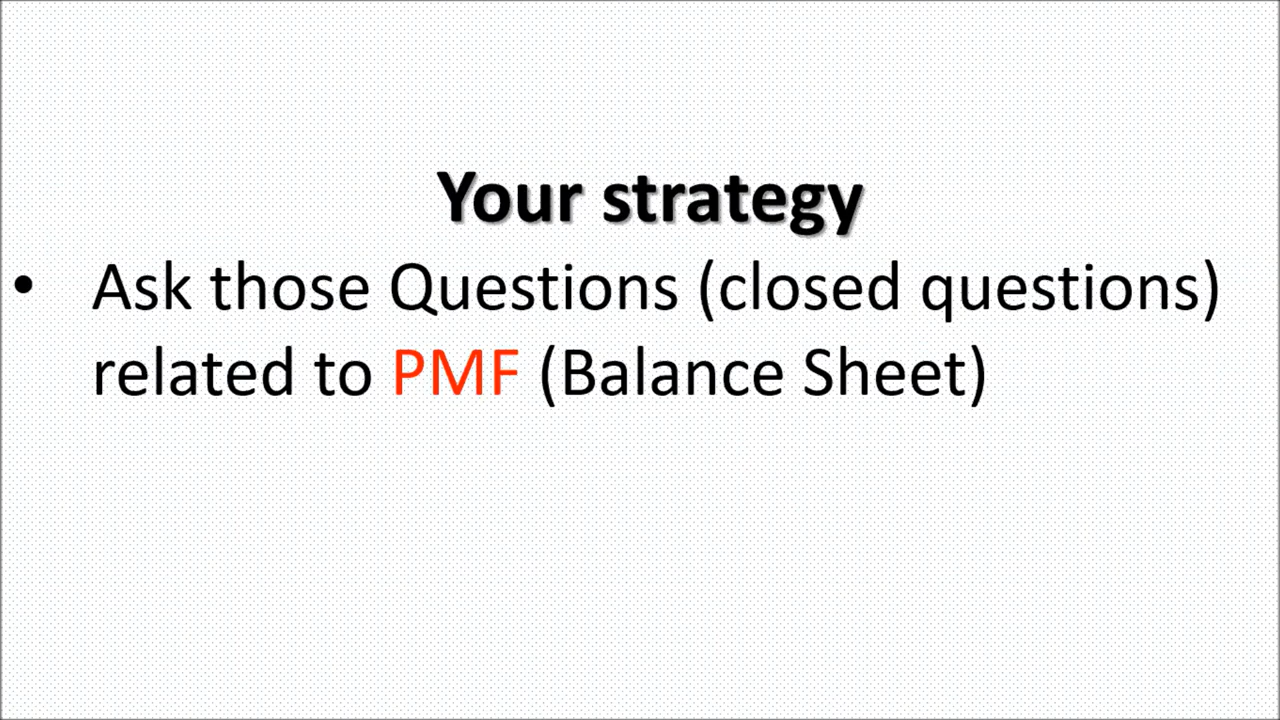 Your strategy
• Ask those Questions (closed questions)
related to PMF (Balance Sheet)